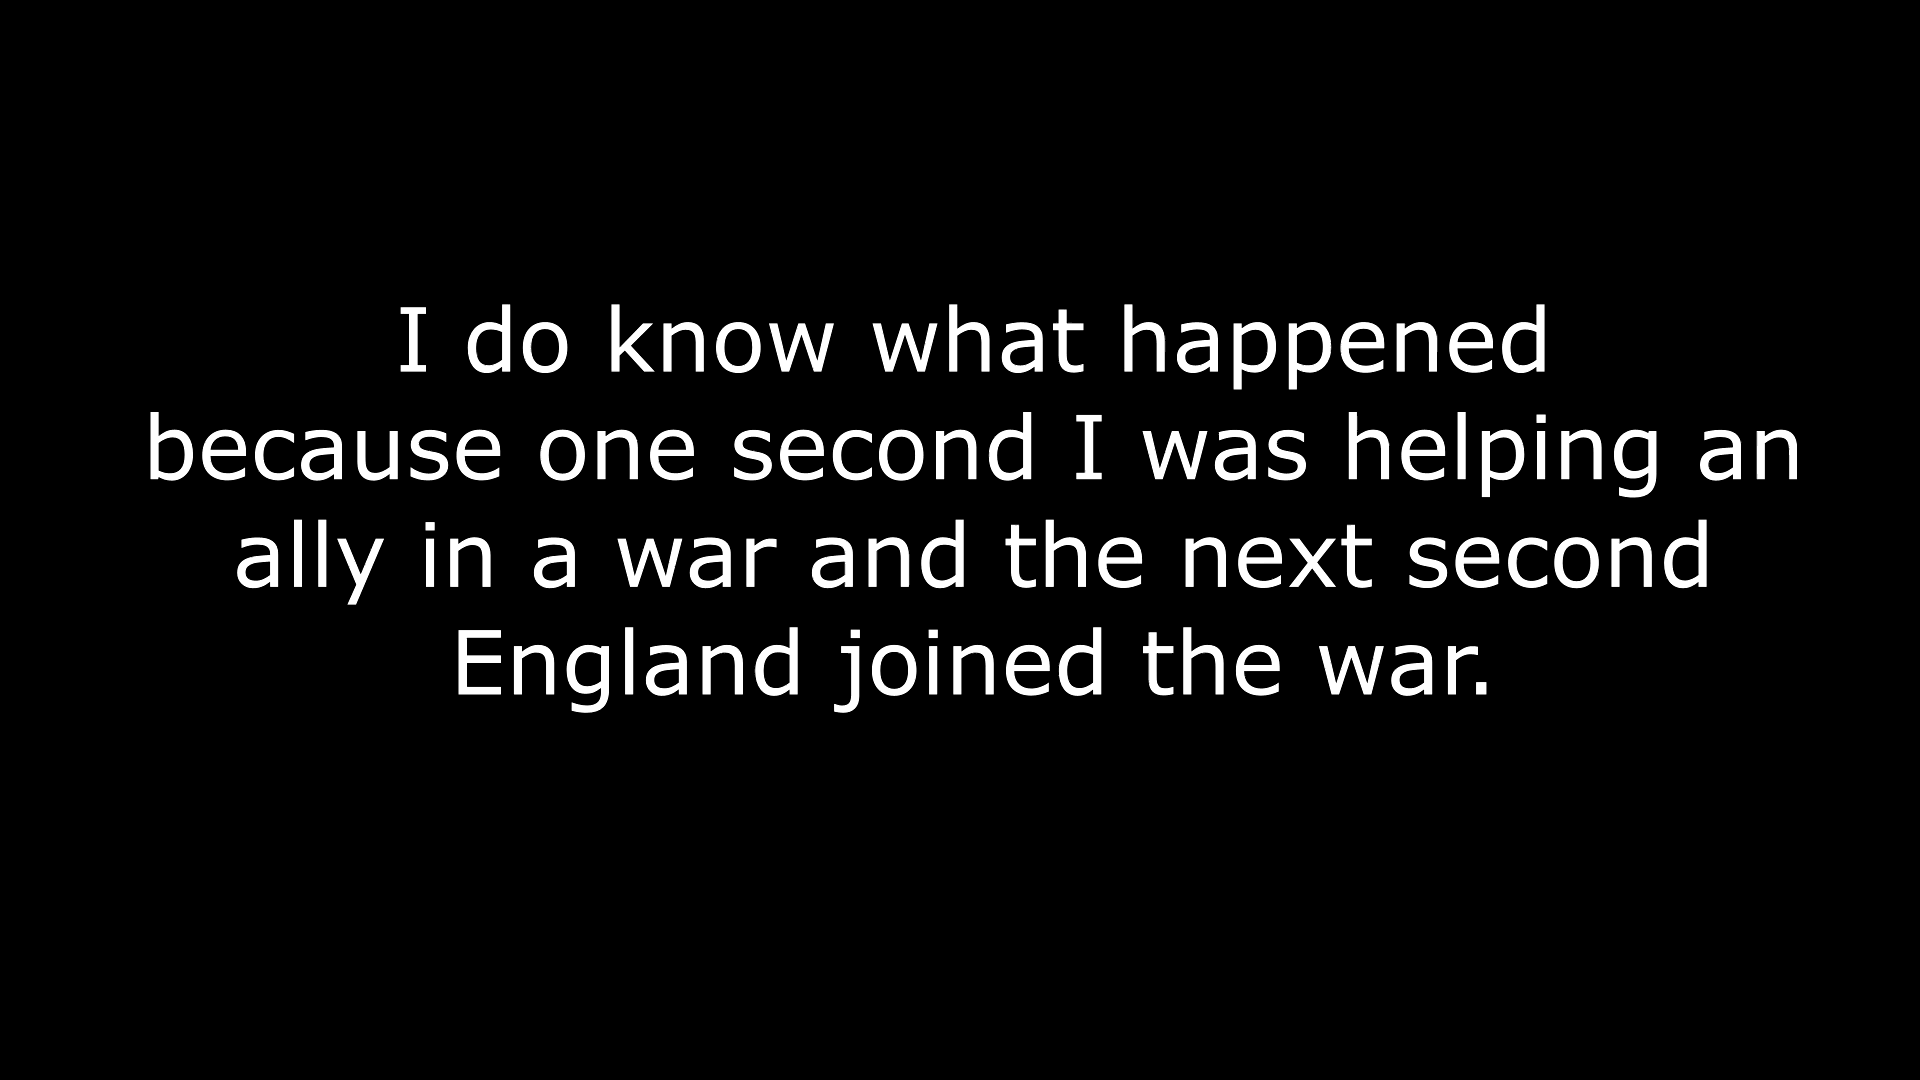 I do know what happened
because one second I was helping an
ally in a war and the next second
England joined the war.